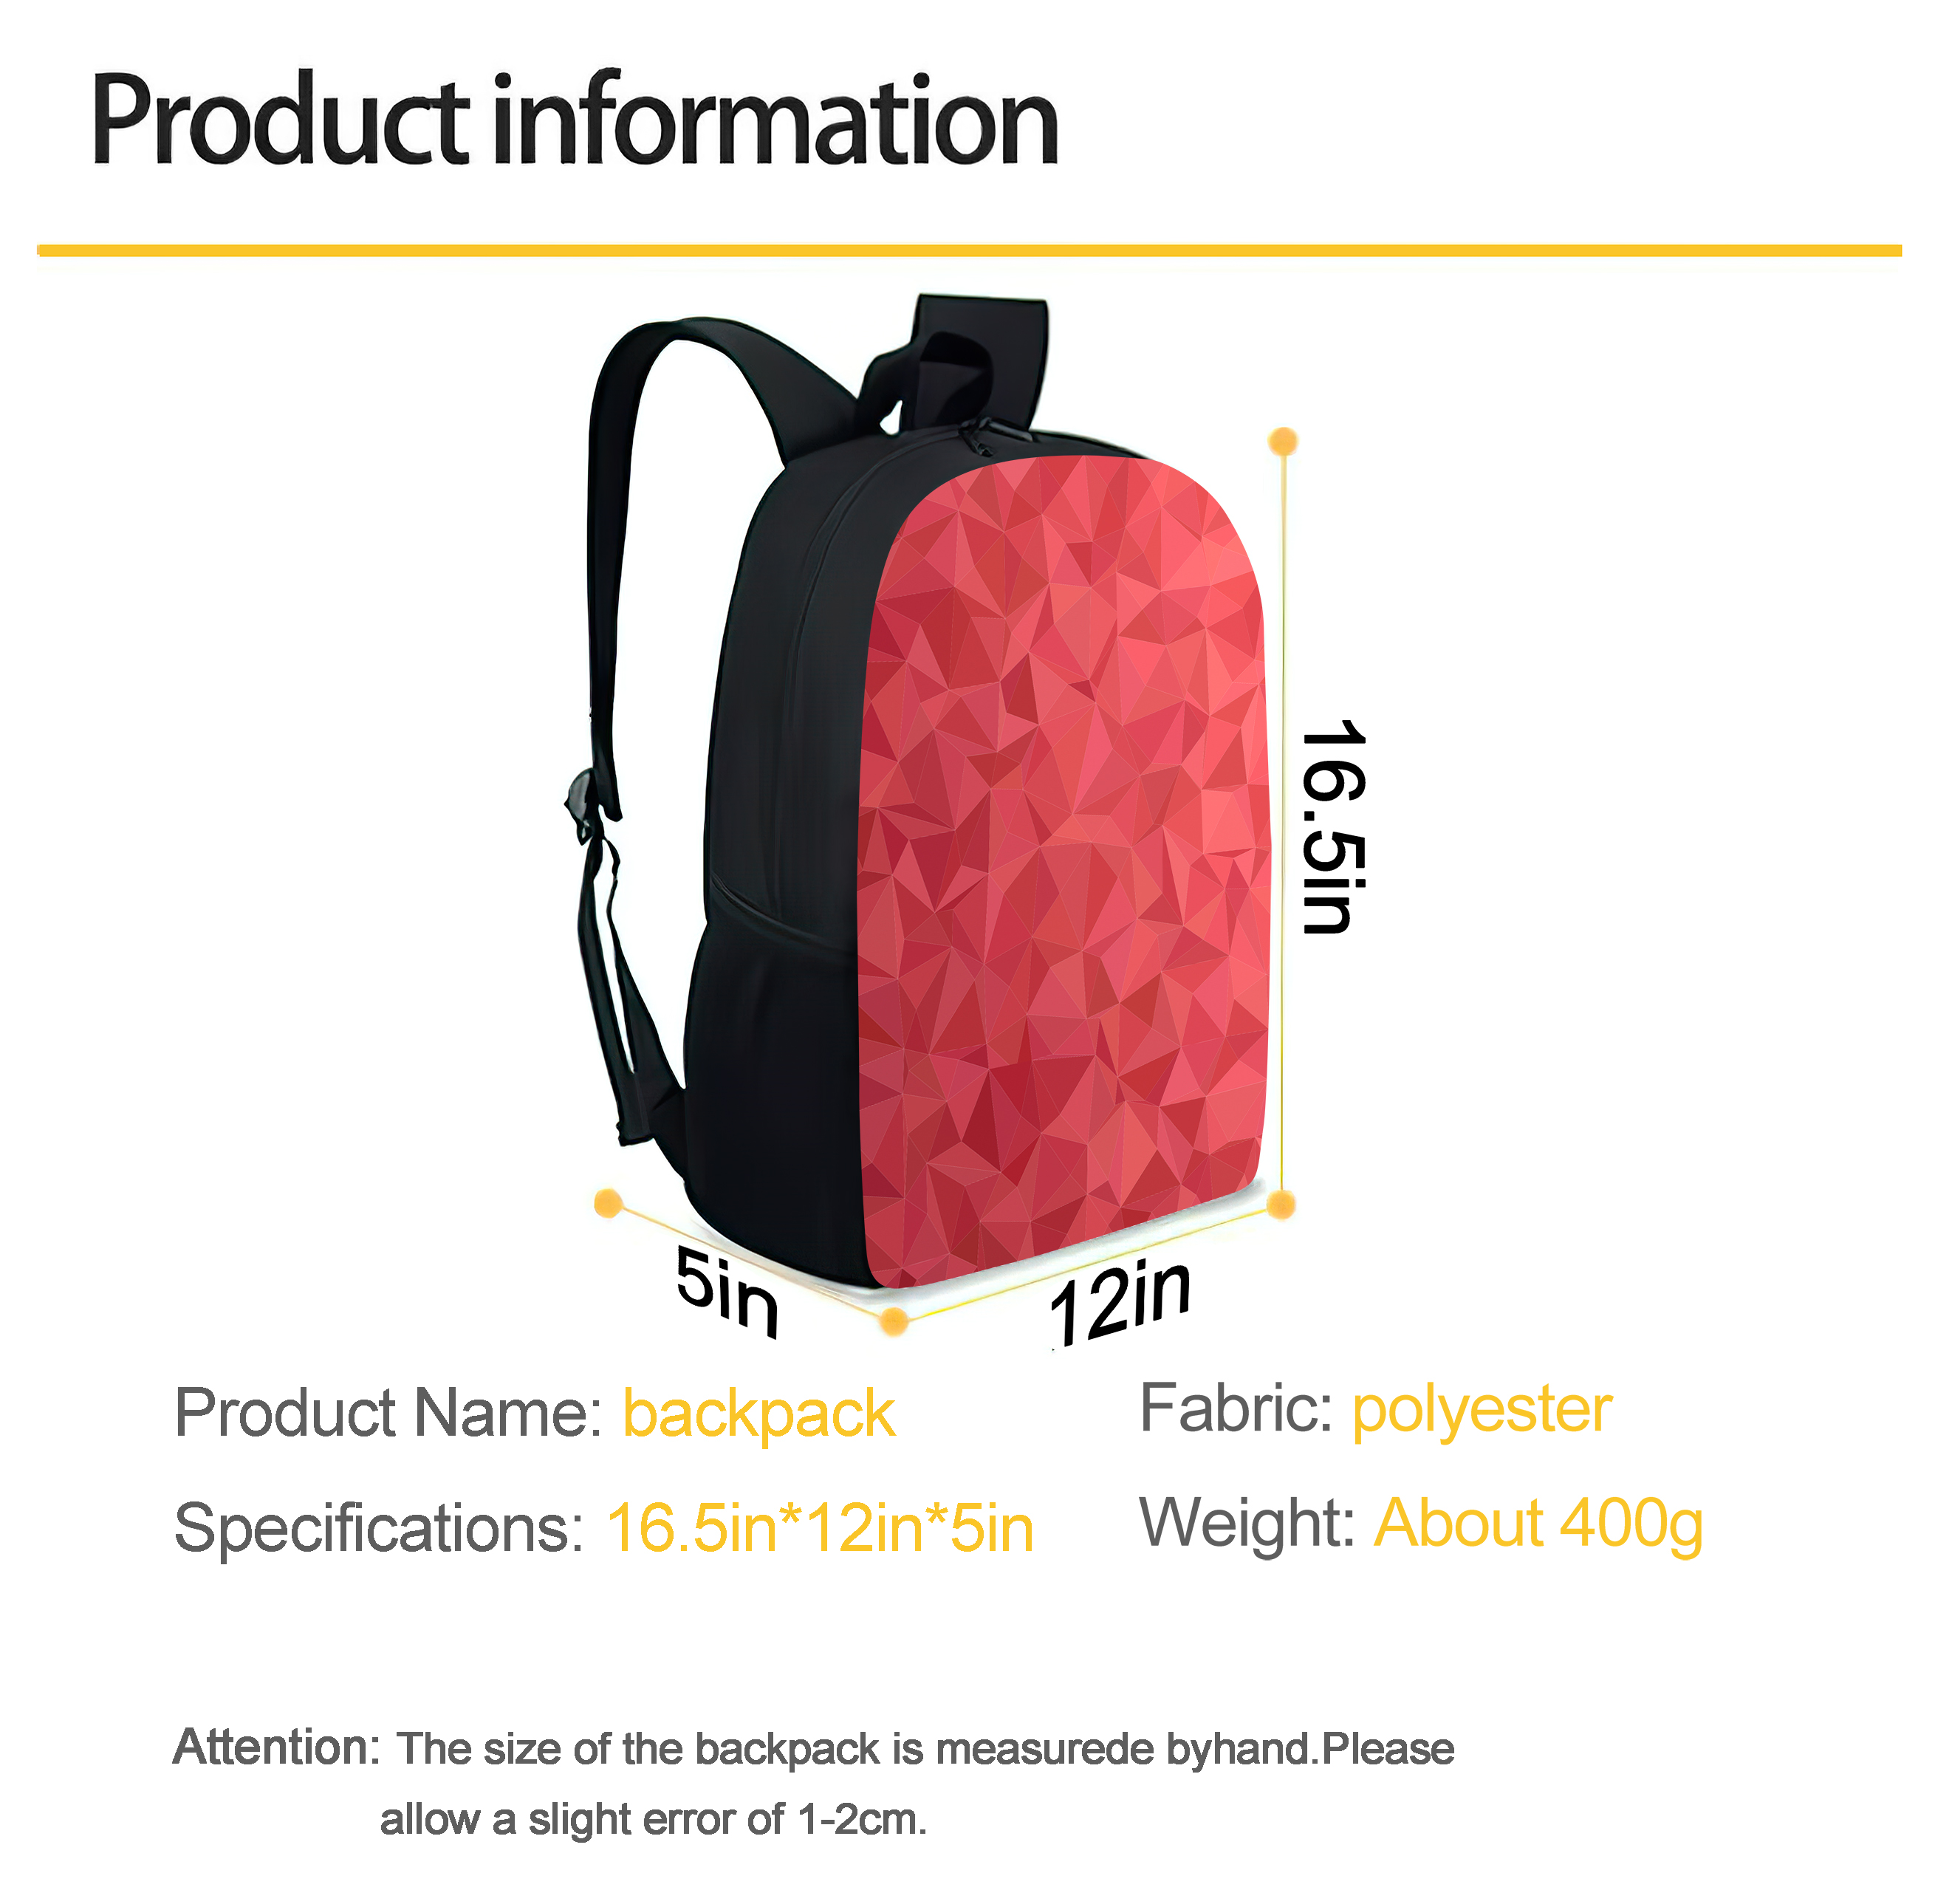 Product information
16.5in
5in
12in
Product Name: backpack
Fabric: polyester
Specifications: 16.5in*12in*5in
Weight: About 400g
Attention: The size of the backpack is measurede byhand.Please
allow a slight error of 1-2cm.